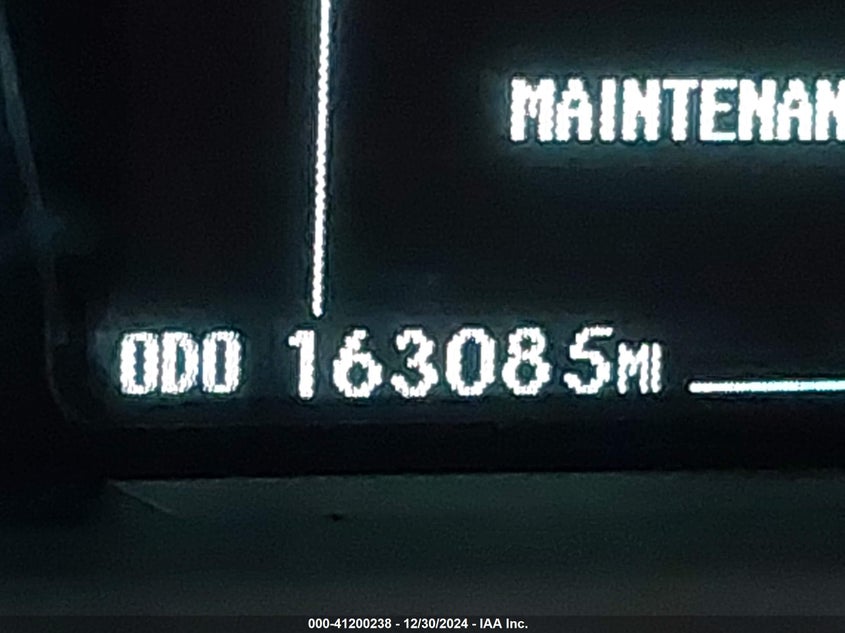 MAINTENAN
ODO 163085MI
000-41200238 - 12/30/2024 - IAA Inc.